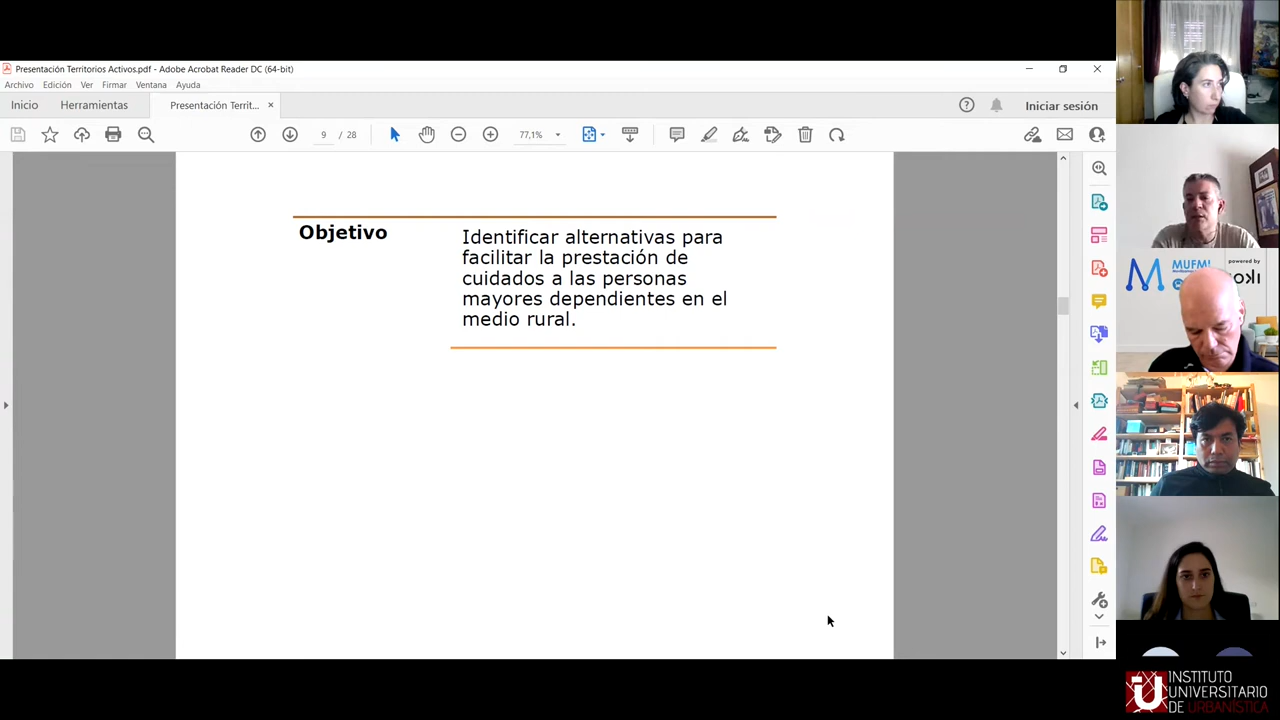 Presentación Territorios Activos.pdf - Adobe Acrobat Reader DC (64-bit)
Archivo Edición Ver Firmar Ventana Ayuda
Inicio Herramientas Presentación Territ... Iniciar sesión
9 / 28 77,1%
Objetivo
Identificar alternativas para
facilitar la prestación de
cuidados a las personas
mayores dependientes en el
medio rural.
MUFMI
powered by
INSTITUTO
UNIVERSITARIO
DE URBANÍSTICA